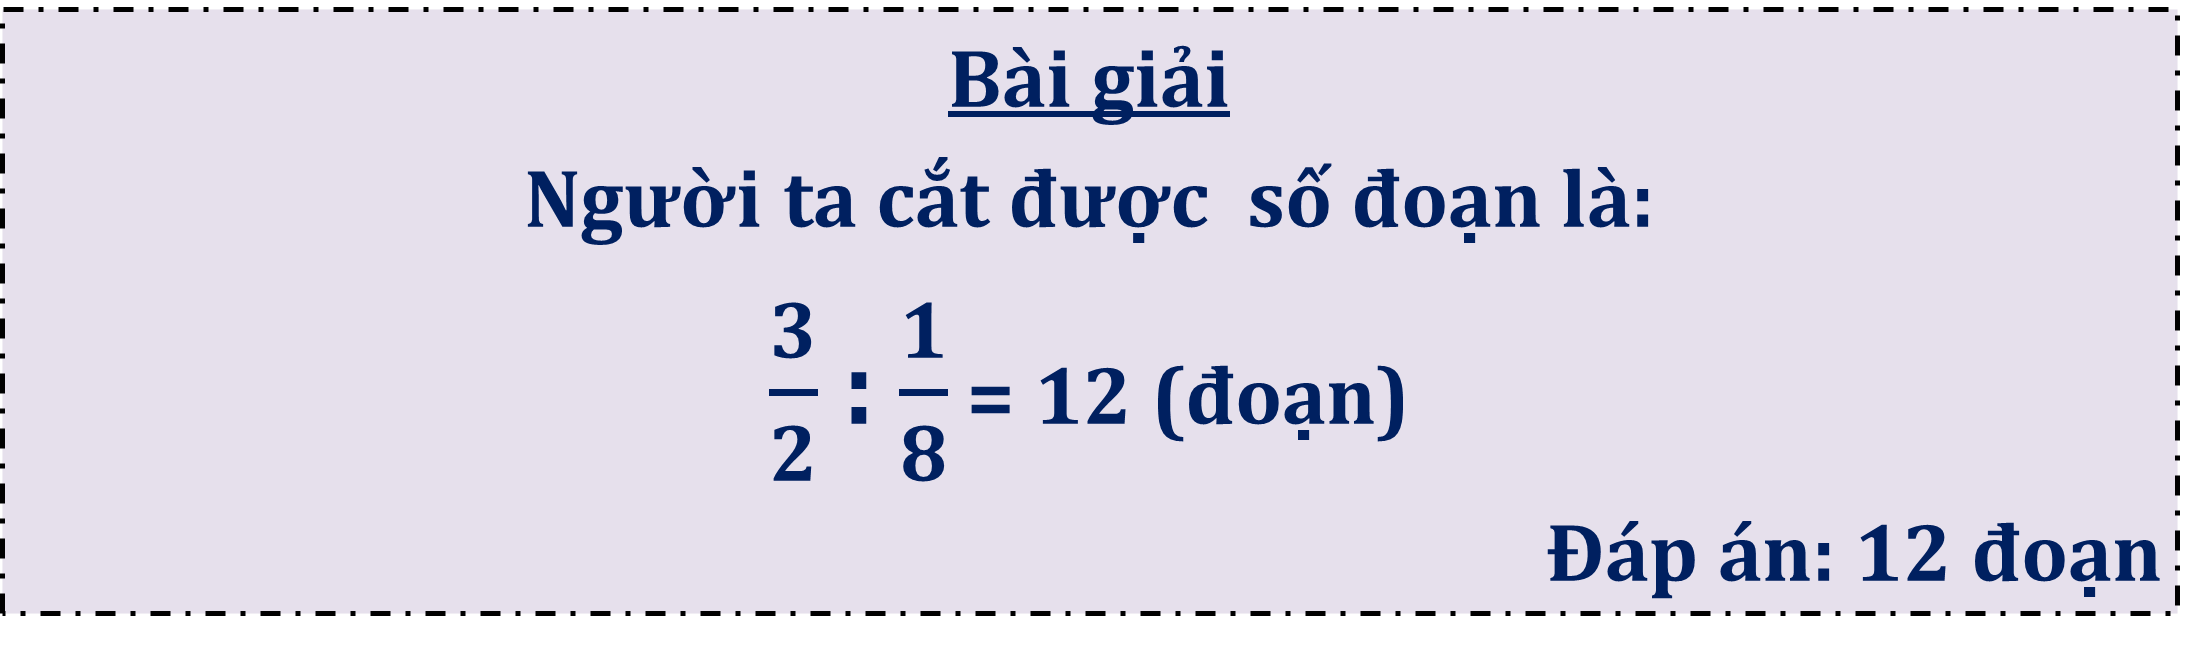 Bài giải
Người ta cắt được  số đoạn là:
3/2 : 1/8 = 12 (đoạn)
Đáp án: 12 đoạn